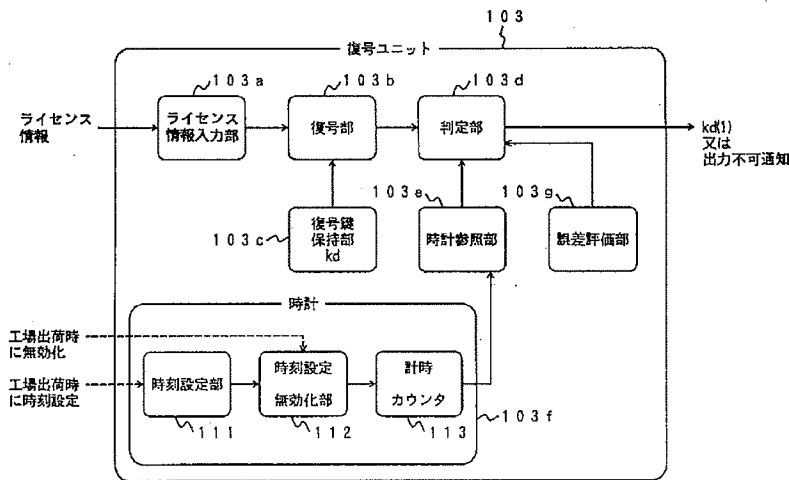 103
復号ユニット
103a
103b
103d
ライセンス
情報
ライセンス
情報入力部
復号部
判定部
kd(1)
又は
出力不可通知
103e
103g
103c
復号鍵
保持部
kd
時計参照部
誤差評価部
時計
工場出荷時
に無効化
工場出荷時
に時刻設定
時刻設定部
時刻設定
無効化部
計時
カウンタ
111
112
113
103f